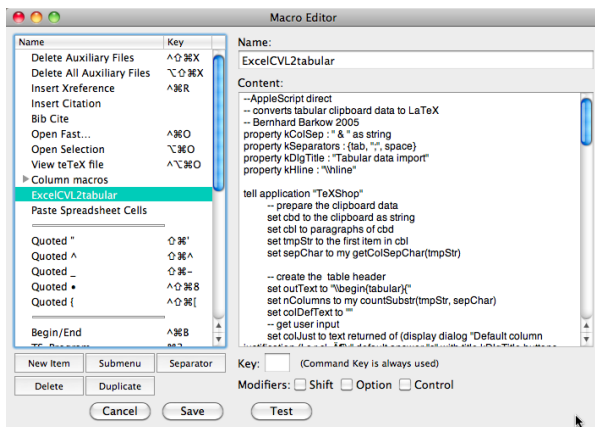 Macro Editor
Name Key
Delete Auxiliary Files ^⇧⌘X
Delete All Auxiliary Files ⌥⇧⌘X
Insert Xreference ^⌘R
Insert Citation
Bib Cite
Open Fast... ^⌘O
Open Selection ⌥⌘O
View teTeX file ^⌥⌘O
Column macros
ExcelCVL2tabular
Paste Spreadsheet Cells
Quoted " ⇧⌘'
Quoted ^ ⇧⌘^
Quoted _ ⇧⌘-
Quoted • ^⇧⌘8
Quoted { ^⇧⌘[
Begin/End ^⌘B
New Item Submenu Separator
Delete Duplicate
Cancel Save
Name:
ExcelCVL2tabular
Content:
--AppleScript direct
-- converts tabular clipboard data to LaTeX
-- Bernhard Barkow 2005
property kColSep : " & " as string
property kSeparators : {tab, ";", space}
property kDlgTitle : "Tabular data import"
property kHline : "\\hline"
tell application "TeXShop"
-- prepare the clipboard data
set cbd to the clipboard as string
set cbl to paragraphs of cbd
set tmpStr to the first item in cbl
set sepChar to my getColSepChar(tmpStr)
-- create the table header
set outText to "\\begin{tabular}{"
set nColumns to my countSubstr(tmpStr, sepChar)
set colDefText to ""
-- get user input
set colJust to text returned of (display dialog "Default column
Key: (Command Key is always used)
Modifiers: Shift Option Control
Test